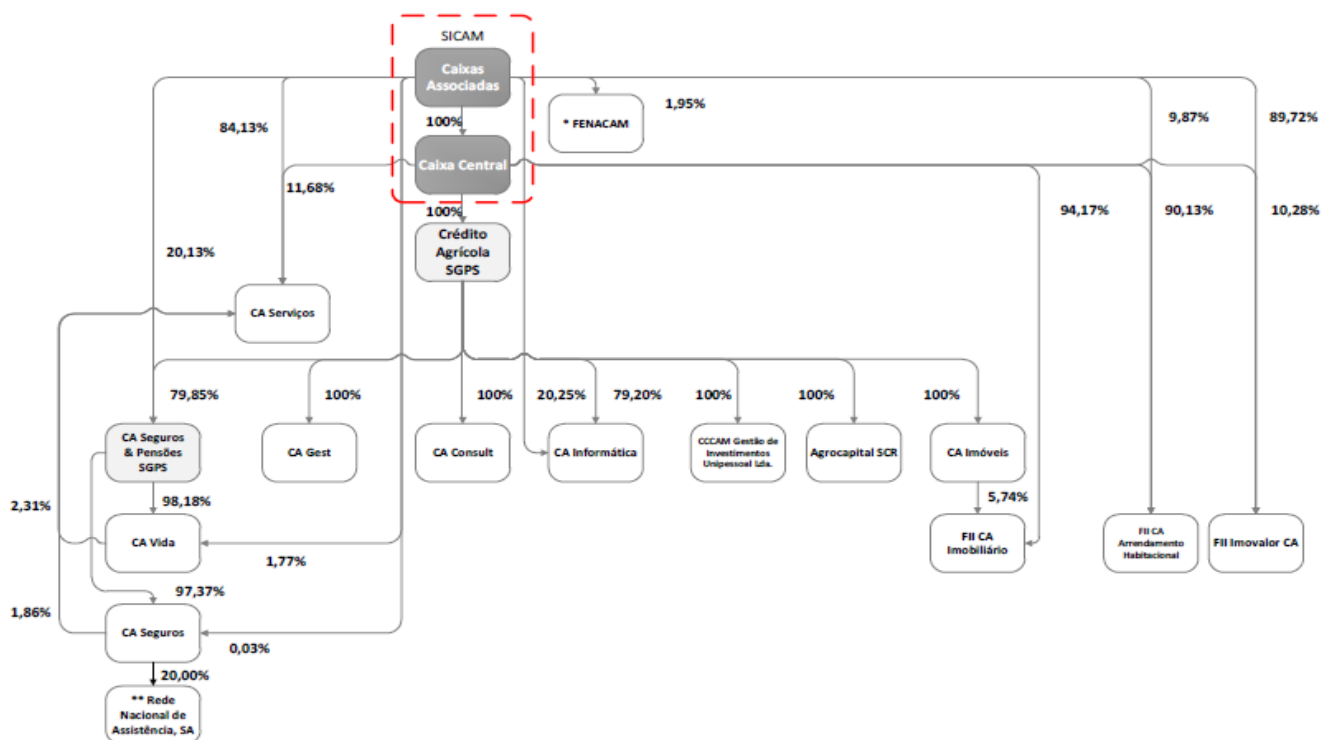 SICAM
Caixas
Associadas
1,95%
* FENACAM
84,13%
100%
9,87%
89,72%
Caixa Central
11,68%
100%
94,17%
90,13%
10,28%
Crédito
Agrícola
SGPS
20,13%
CA Serviços
79,85%
100%
100%
20,25%
79,20%
100%
100%
100%
CA Seguros
& Pensões
SGPS
CA Gest
CA Consult
CA Informática
CCCAM Gestão de
Investimentos
Unipessoal Lda.
Agrocapital SCR
CA Imóveis
2,31%
98,18%
5,74%
CA Vida
1,77%
FII CA
Imobiliário
FII CA
Arrendamento
Habitacional
FII Imovalor CA
97,37%
1,86%
CA Seguros
0,03%
20,00%
** Rede
Nacional de
Assistência, SA